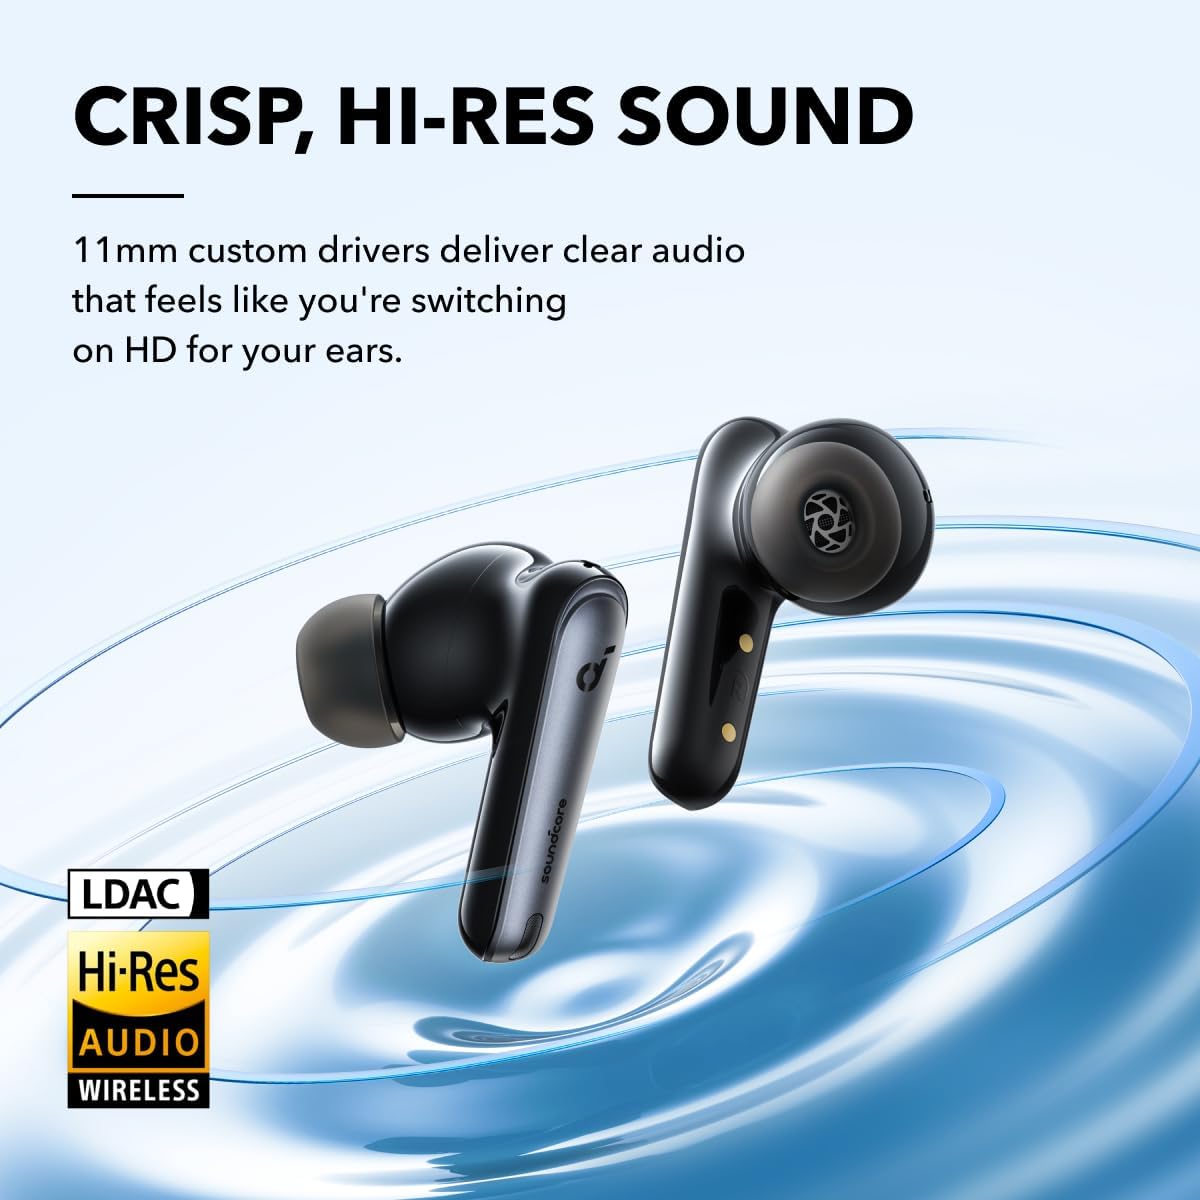 CRISP, HI-RES SOUND
11mm custom drivers deliver clear audio
that feels like you're switching
on HD for your ears.
soundcore
LDAC
Hi-Res
AUDIO
WIRELESS